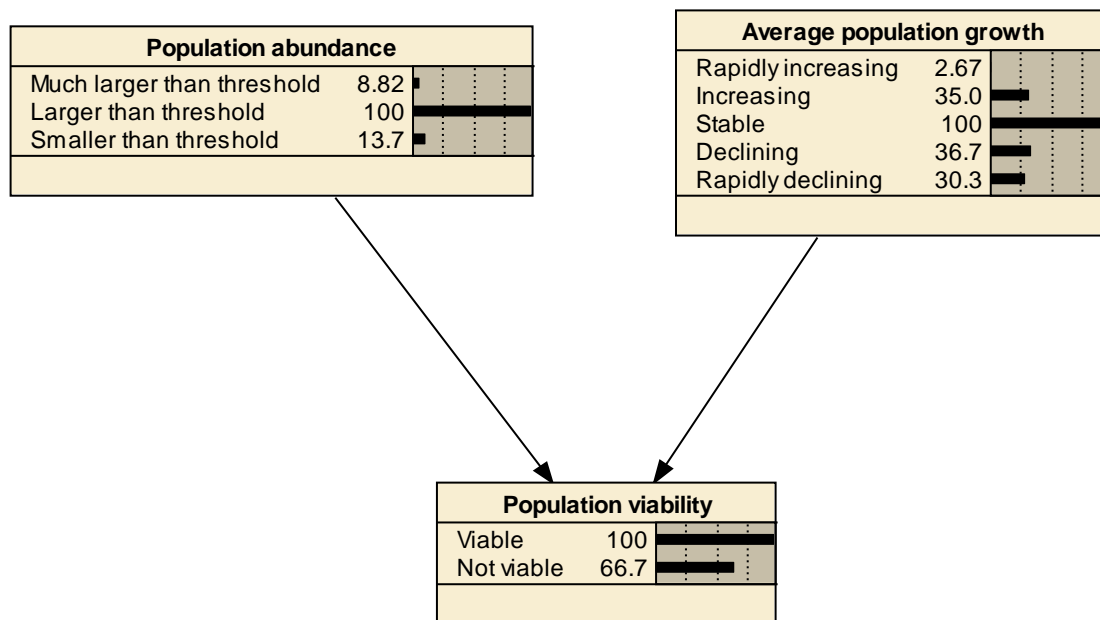 Population abundance
Much larger than threshold 8.82
Larger than threshold 100
Smaller than threshold 13.7
Average population growth
Rapidly increasing 2.67
Increasing 35.0
Stable 100
Declining 36.7
Rapidly declining 30.3
Population viability
Viable 100
Not viable 66.7